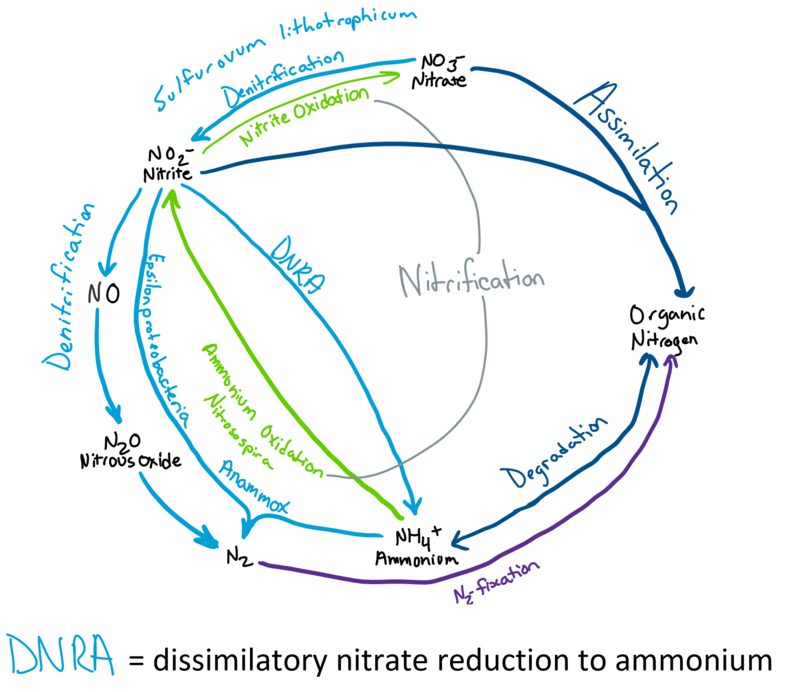 Sulfurovum lithotrophicum
Denitrification
NO3-
Nitrate
Nitrite Oxidation
Assimilation
NO2-
Nitrite
Denitrification
Epsilonproteobacteria
DNRA
Nitrification
NO
Organic
Nitrogen
Ammonium Oxidation
Nitrosospira
N2O
Nitrous oxide
Degradation
Anammox
NH4+
Ammonium
N2
N2-fixation
DNRA = dissimilatory nitrate reduction to ammonium